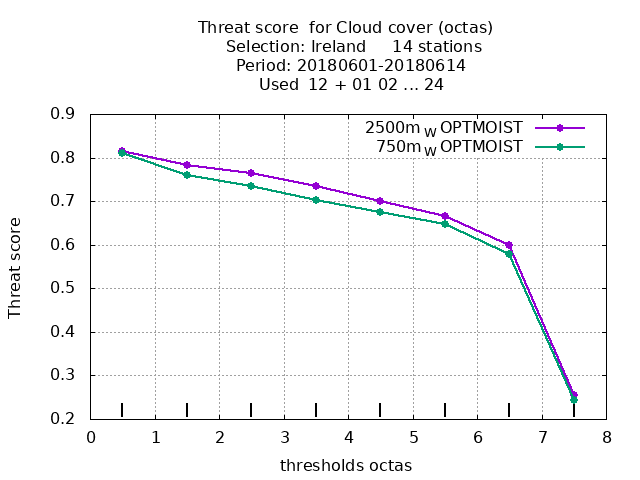 Threat score  for Cloud cover (octas)
Selection: Ireland     14 stations
Period: 20180601-20180614
Used  12 + 01 02 ... 24
2500m W OPTMOIST
750m W OPTMOIST
0.9
0.8
0.7
0.6
0.5
0.4
0.3
0.2
Threat score
0 1 2 3 4 5 6 7 8
thresholds octas